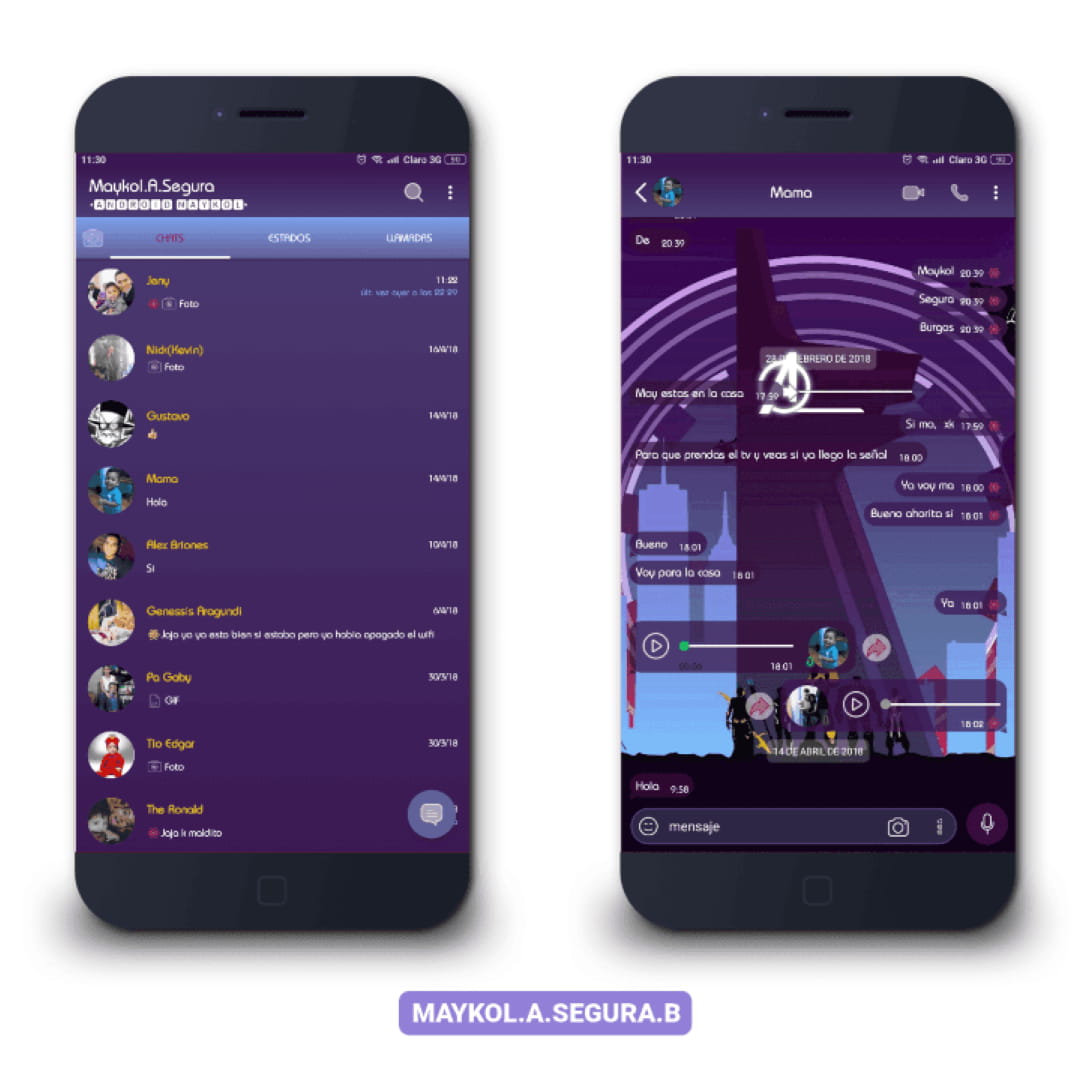 11:30
Claro 3G 90
Maykol.A.Segura
ANDROID MAYKOL
CHATS ESTADOS LLAMADAS
Jeny 11:22
últ. vez ayer a las 22:29
Foto
Nick(Kevin) 16/4/18
Foto
Gustavo 14/4/18
Mama 14/4/18
Hola
Alex Briones 10/4/18
Si
Genessis Aragundi 6/4/18
Jaja ya ya esta bien si estaba pero ya habia apagado el wifi
Pa Gaby 30/3/18
GIF
Tio Edgar 30/3/18
Foto
The Ronald
Jaja k maldito
11:30
Claro 3G 90
Mama
De 20:39
Maykol 20:39
Segura 20:39
Burgas 20:39
28 DE FEBRERO DE 2018
May estas en la casa 17:59
Si ma, xk 17:59
Para que prendas el tv y veas si ya llego la señal 18:00
Ya voy ma 18:00
Bueno ahorita si 18:01
Bueno 18:01
Voy para la casa 18:01
Ya 18:01
00:06 18:01
18:02
14 DE ABRIL DE 2018
Hola 9:58
mensaje
MAYKOL.A.SEGURA.B